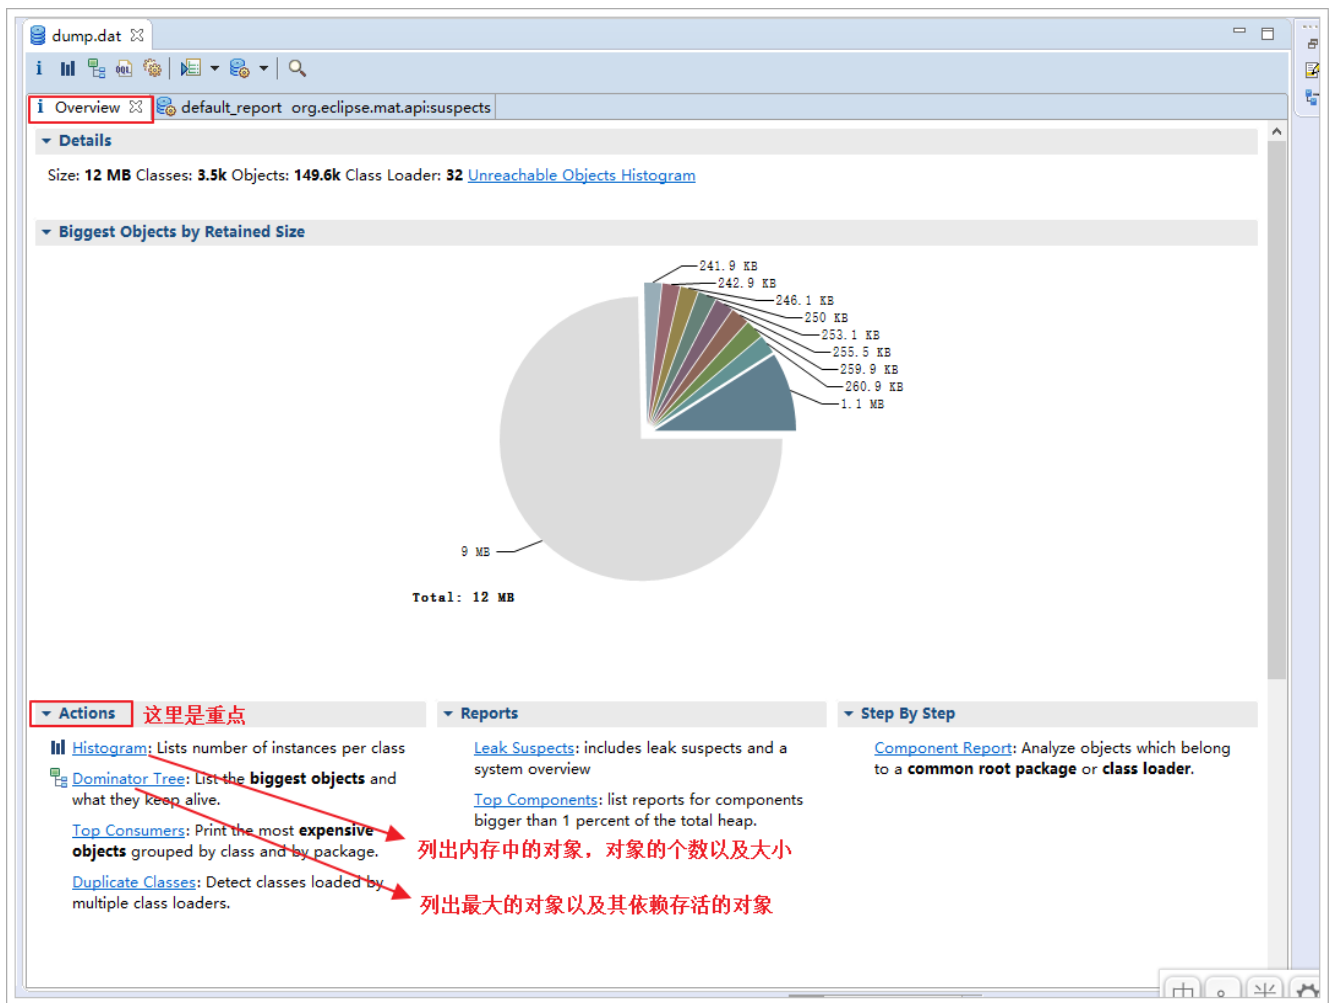 dump.dat
i Overview default_report org.eclipse.mat.api:suspects
Details
Size: 12 MB Classes: 3.5k Objects: 149.6k Class Loader: 32 Unreachable Objects Histogram
Biggest Objects by Retained Size
241.9 KB
242.9 KB
246.1 KB
250 KB
253.1 KB
255.5 KB
259.9 KB
260.9 KB
1.1 MB
9 MB
Total: 12 MB
Actions 这里是重点
Histogram: Lists number of instances per class
Dominator Tree: List the biggest objects and
what they keep alive.
Top Consumers: Print the most expensive
objects grouped by class and by package.
Duplicate Classes: Detect classes loaded by
multiple class loaders.
Reports
Leak Suspects: includes leak suspects and a
system overview
Top Components: list reports for components
bigger than 1 percent of the total heap.
Step By Step
Component Report: Analyze objects which belong
to a common root package or class loader.
列出内存中的对象，对象的个数以及大小
列出最大的对象以及其依赖存活的对象
中